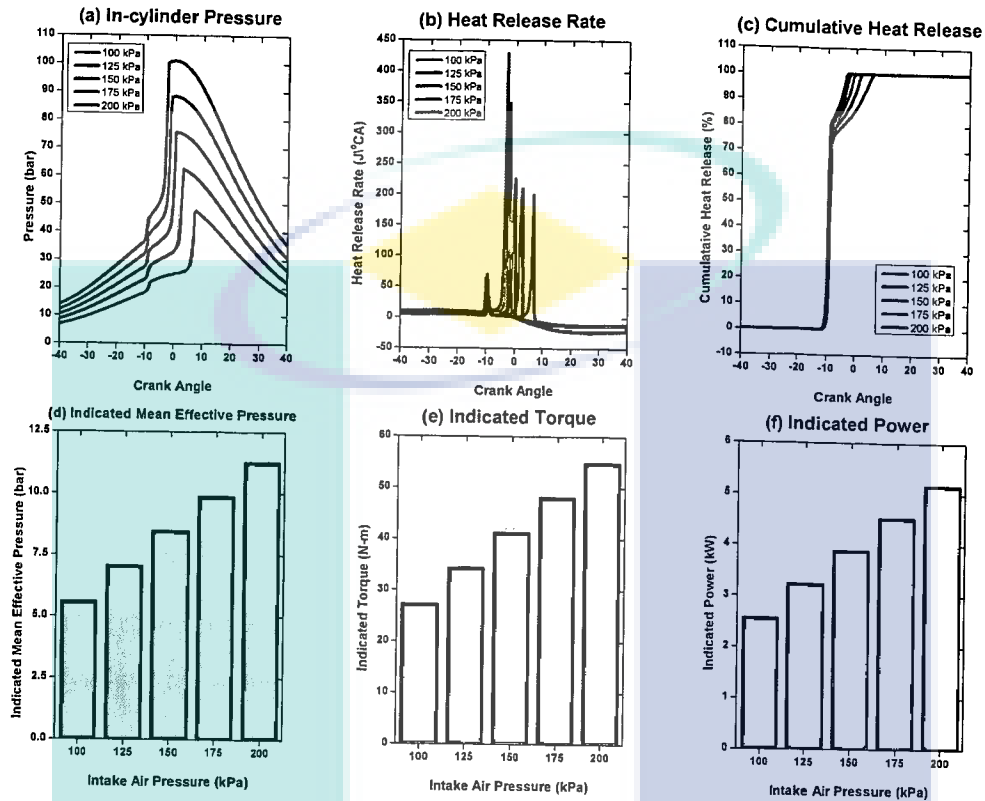 (a) In-cylinder Pressure
110
100
90
80
70
60
50
40
30
20
10
0
Pressure (bar)
100 kPa
125 kPa
150 kPa
175 kPa
200 kPa
-40 -30 -20 -10 0 10 20 30 40
Crank Angle
(b) Heat Release Rate
450
400
350
300
250
200
150
100
50
0
-50
Heat Release Rate (J\°CA)
100 kPa
125 kPa
150 kPa
175 kPa
200 kPa
-40 -30 -20 -10 0 10 20 30 40
Crank Angle
(c) Cumulative Heat Release
110
100
90
80
70
60
50
40
30
20
10
0
-10
Cumulataive Heat Release (%)
100 kPa
125 kPa
150 kPa
175 kPa
200 kPa
-40 -30 -20 -10 0 10 20 30 40
Crank Angle
(d) Indicated Mean Effective Pressure
12.5
10.0
7.5
5.0
2.5
0.0
Indicated Mean Effective Pressure (bar)
100 125 150 175 200
Intake Air Pressure (kPa)
(e) Indicated Torque
60
50
40
30
20
10
0
Indicated Torque (N-m)
100 125 150 175 200
Intake Air Pressure (kPa)
(f) Indicated Power
6
5
4
3
2
1
0
Indicated Power (kW)
100 125 150 175 200
Intake Air Pressure (kPa)